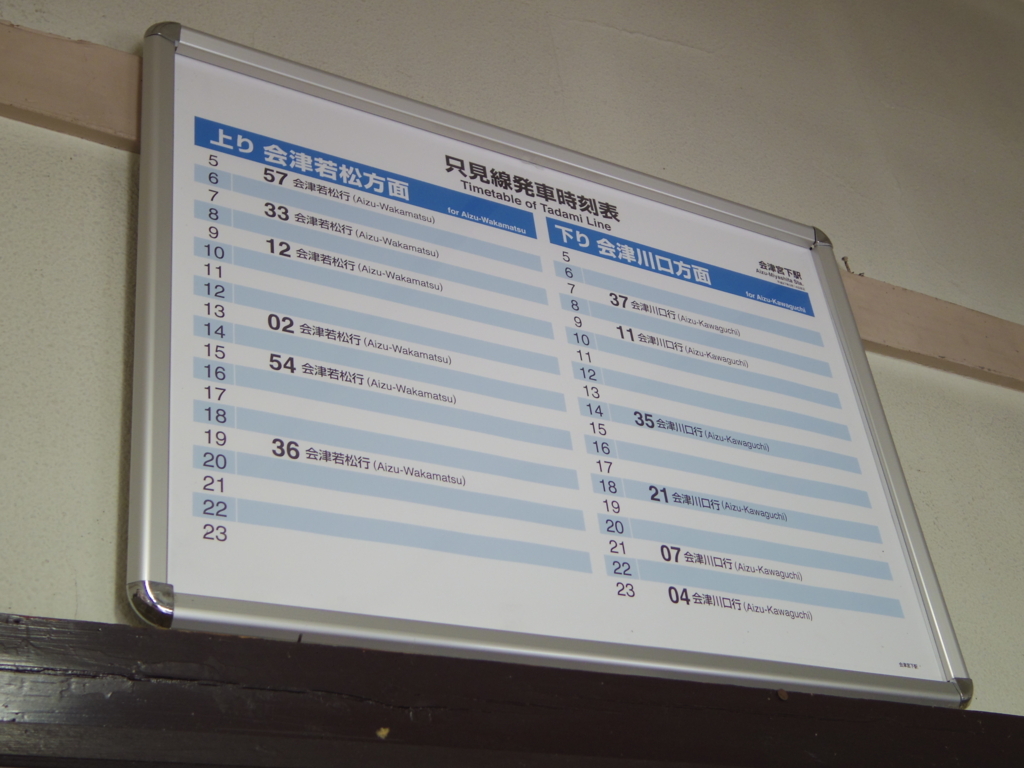 只見線発車時刻表
Timetable of Tadami Line
会津宮下駅
Aizu-Miyashita Sta.
上り 会津若松方面 for Aizu-Wakamatsu
5 57 会津若松行 (Aizu-Wakamatsu)
6
7 33 会津若松行 (Aizu-Wakamatsu)
8
9 12 会津若松行 (Aizu-Wakamatsu)
10
11
12
13 02 会津若松行 (Aizu-Wakamatsu)
14
15 54 会津若松行 (Aizu-Wakamatsu)
16
17
18
19 36 会津若松行 (Aizu-Wakamatsu)
20
21
22
23
下り 会津川口方面 for Aizu-Kawaguchi
5
6
7 37 会津川口行 (Aizu-Kawaguchi)
8
9 11 会津川口行 (Aizu-Kawaguchi)
10
11
12
13
14 35 会津川口行 (Aizu-Kawaguchi)
15
16
17
18 21 会津川口行 (Aizu-Kawaguchi)
19
20
21 07 会津川口行 (Aizu-Kawaguchi)
22
23 04 会津川口行 (Aizu-Kawaguchi)
会津宮下駅